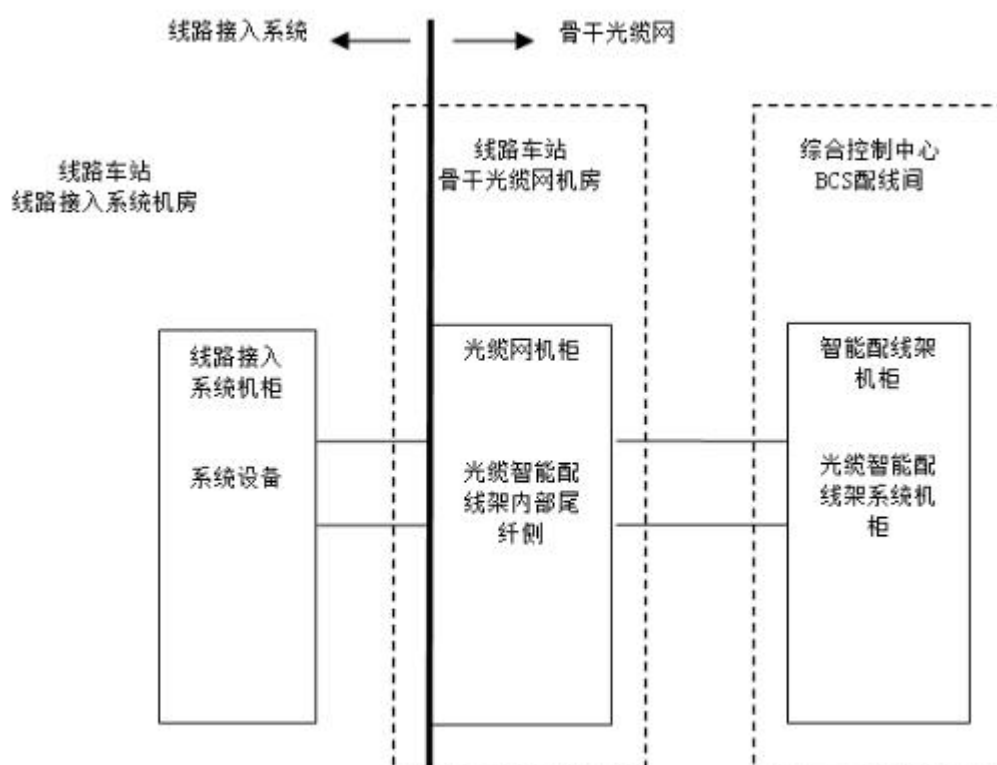 线路接入系统
骨干光缆网
线路车站
线路接入系统机房
线路车站
骨干光缆网机房
综合控制中心
BCS配线间
线路接入
系统机柜
系统设备
光缆网机柜
光缆智能配
线架内部尾
纤侧
智能配线架
机柜
光缆智能配
线架系统机
柜